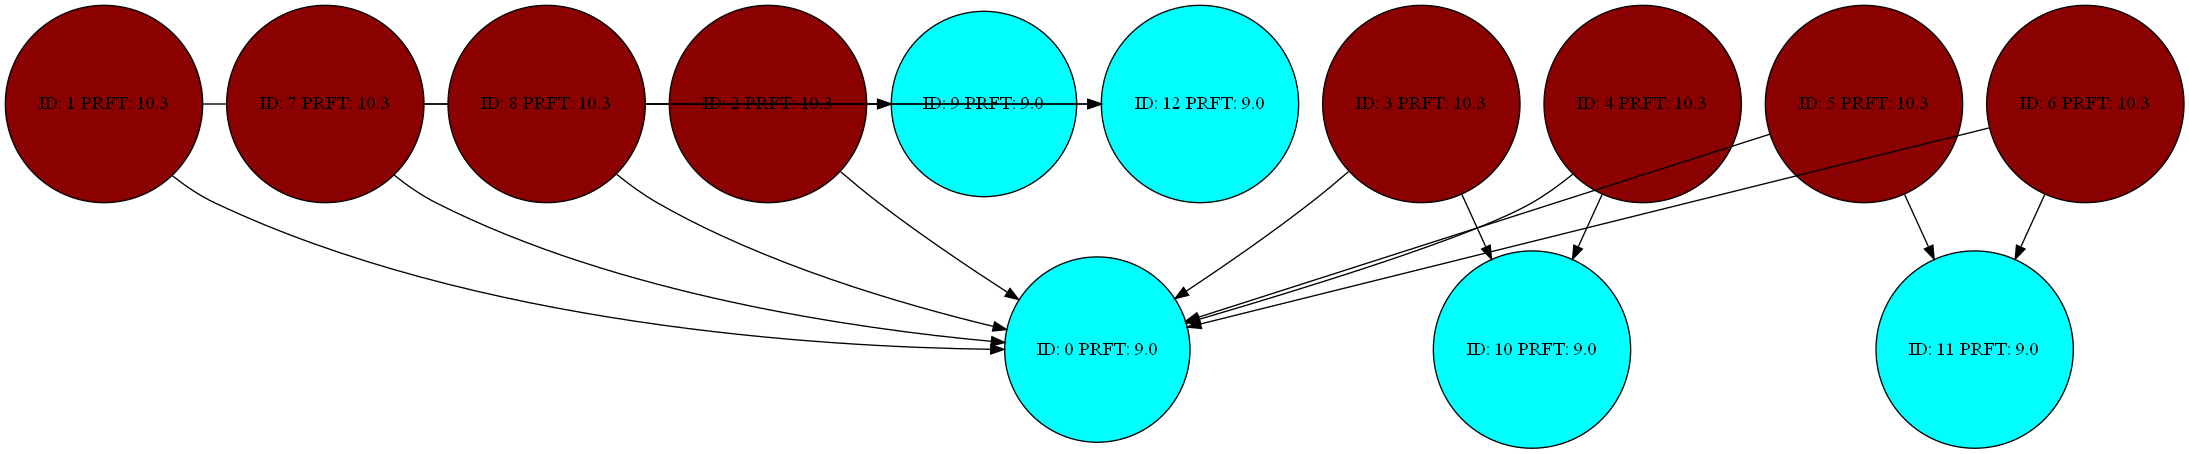 ID: 1 PRFT: 10.3
ID: 7 PRFT: 10.3
ID: 8 PRFT: 10.3
ID: 2 PRFT: 10.3
ID: 9 PRFT: 9.0
ID: 12 PRFT: 9.0
ID: 3 PRFT: 10.3
ID: 4 PRFT: 10.3
ID: 5 PRFT: 10.3
ID: 6 PRFT: 10.3
ID: 0 PRFT: 9.0
ID: 10 PRFT: 9.0
ID: 11 PRFT: 9.0